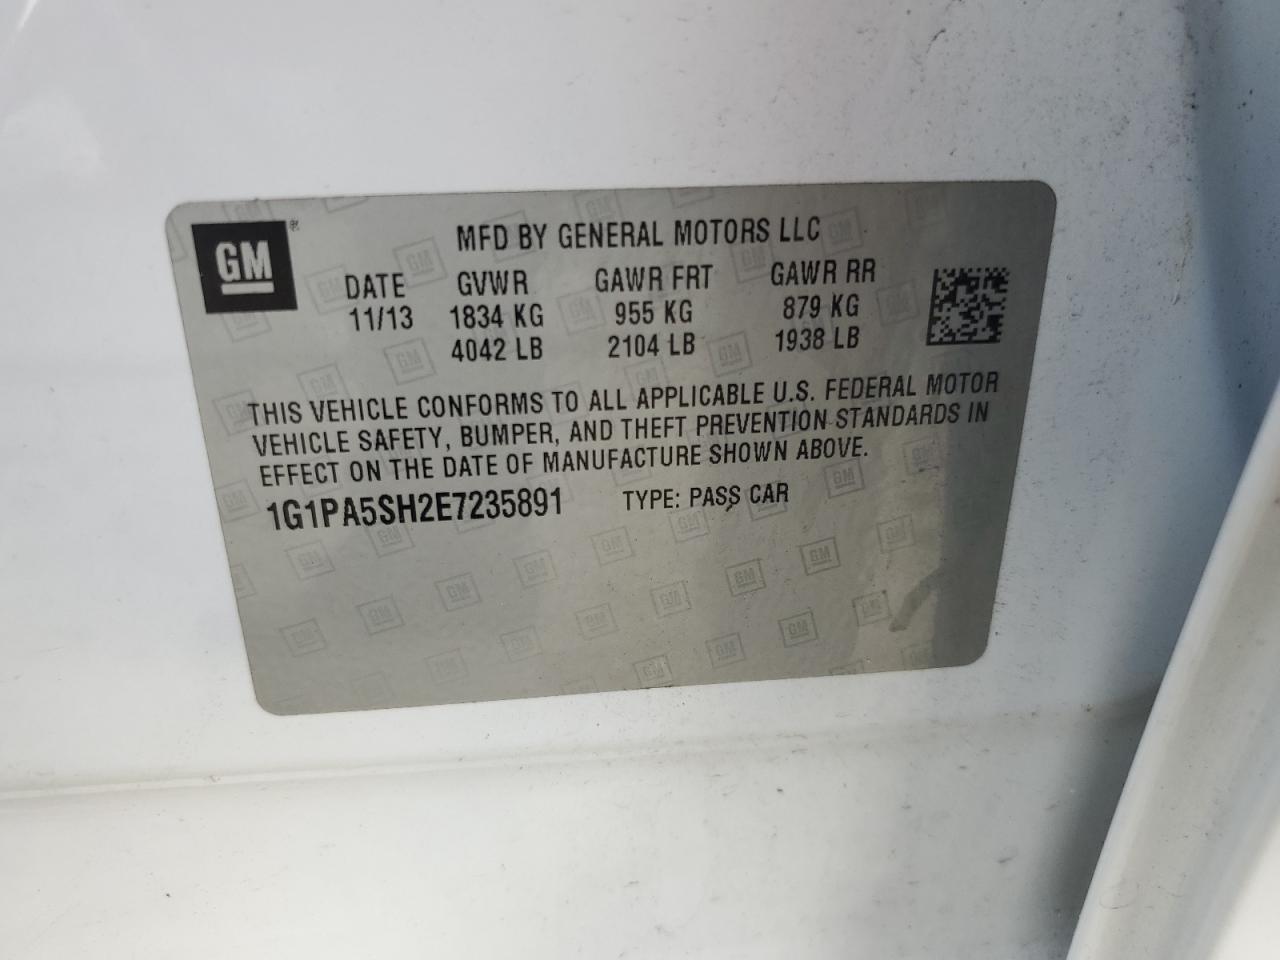 GM®
MFD BY GENERAL MOTORS LLC
DATE GVWR GAWR FRT GAWR RR
11/13 1834 KG 955 KG 879 KG
4042 LB 2104 LB 1938 LB
THIS VEHICLE CONFORMS TO ALL APPLICABLE U.S. FEDERAL MOTOR
VEHICLE SAFETY, BUMPER, AND THEFT PREVENTION STANDARDS IN
EFFECT ON THE DATE OF MANUFACTURE SHOWN ABOVE.
1G1PA5SH2E7235891 TYPE: PASS CAR